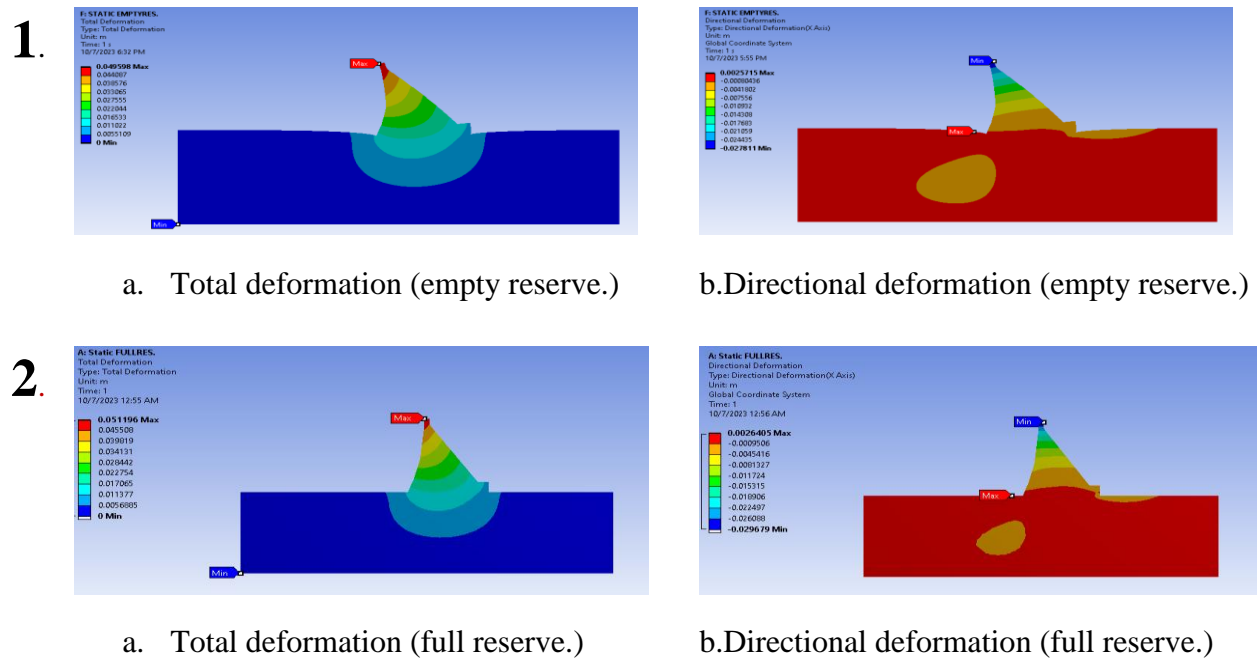 1.
F: STATIC EMPTYRES.
Total Deformation
Type: Total Deformation
Unit: m
Time: 1 s
10/7/2023 6:32 PM
0.049598 Max
0.044087
0.038576
0.033065
0.027555
0.022044
0.016533
0.011022
0.0055109
0 Min
Max
Min
F: STATIC EMPTYRES.
Directional Deformation
Type: Directional Deformation(X Axis)
Unit: m
Global Coordinate System
Time: 1 s
10/7/2023 5:55 PM
0.0025715 Max
-0.00080436
-0.0041802
-0.007556
-0.010932
-0.014308
-0.017683
-0.021059
-0.024435
-0.027811 Min
Min
Max
a. Total deformation (empty reserve.)
b.Directional deformation (empty reserve.)
2.
A: Static FULLRES.
Total Deformation
Type: Total Deformation
Unit: m
Time: 1
10/7/2023 12:55 AM
0.051196 Max
0.045508
0.039819
0.034131
0.028442
0.022754
0.017065
0.011377
0.0056885
0 Min
Max
Min
A: Static FULLRES.
Directional Deformation
Type: Directional Deformation(X Axis)
Unit: m
Global Coordinate System
Time: 1
10/7/2023 12:56 AM
0.0026405 Max
-0.0009506
-0.0045416
-0.0081327
-0.011724
-0.015315
-0.018906
-0.022497
-0.026088
-0.029679 Min
Min
Max
a. Total deformation (full reserve.)
b.Directional deformation (full reserve.)